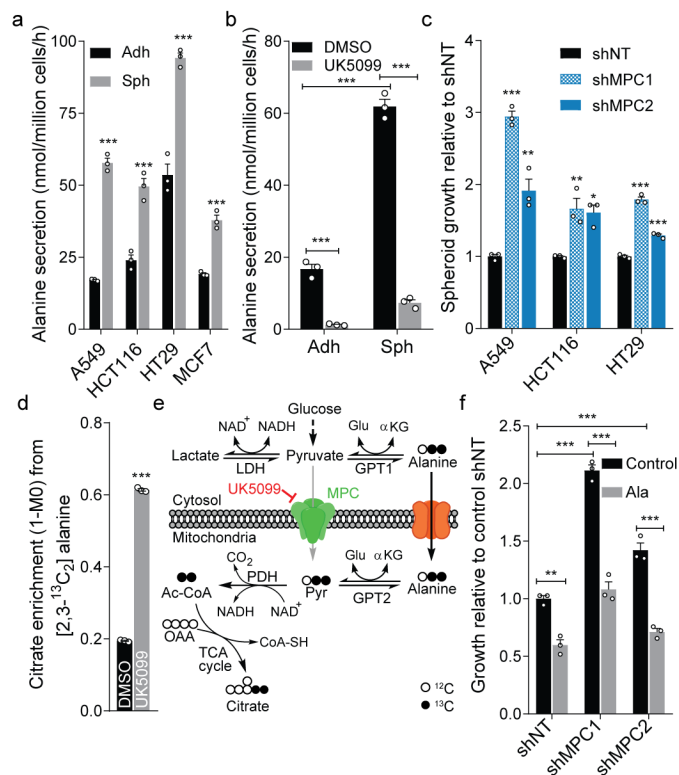 a
Alanine secretion (nmol/million cells/h)
100
75
50
25
0
Adh
Sph
***
***
***
***
A549
HCT116
HT29
MCF7
b
Alanine secretion (nmol/million cells/h)
80
60
40
20
0
DMSO
UK5099
***
***
***
Adh
Sph
c
Spheroid growth relative to shNT
4
3
2
1
0
shNT
shMPC1
shMPC2
***
**
**
*
***
***
A549
HCT116
HT29
d
Citrate enrichment (1-M0) from
[2,3-¹³C₂] alanine
0.8
0.6
0.4
0.2
0.0
***
DMSO
UK5099
e
Glucose
NAD⁺
NADH
Glu
αKG
Lactate
Pyruvate
Alanine
LDH
GPT1
UK5099
MPC
Cytosol
Mitochondria
CO₂
Glu
αKG
PDH
Ac-CoA
Pyr
Alanine
NADH
NAD⁺
GPT2
OAA
CoA-SH
TCA
cycle
Citrate
¹²C
¹³C
f
Growth relative to control shNT
2.5
2.0
1.5
1.0
0.5
0.0
***
***
***
***
**
Control
Ala
shNT
shMPC1
shMPC2